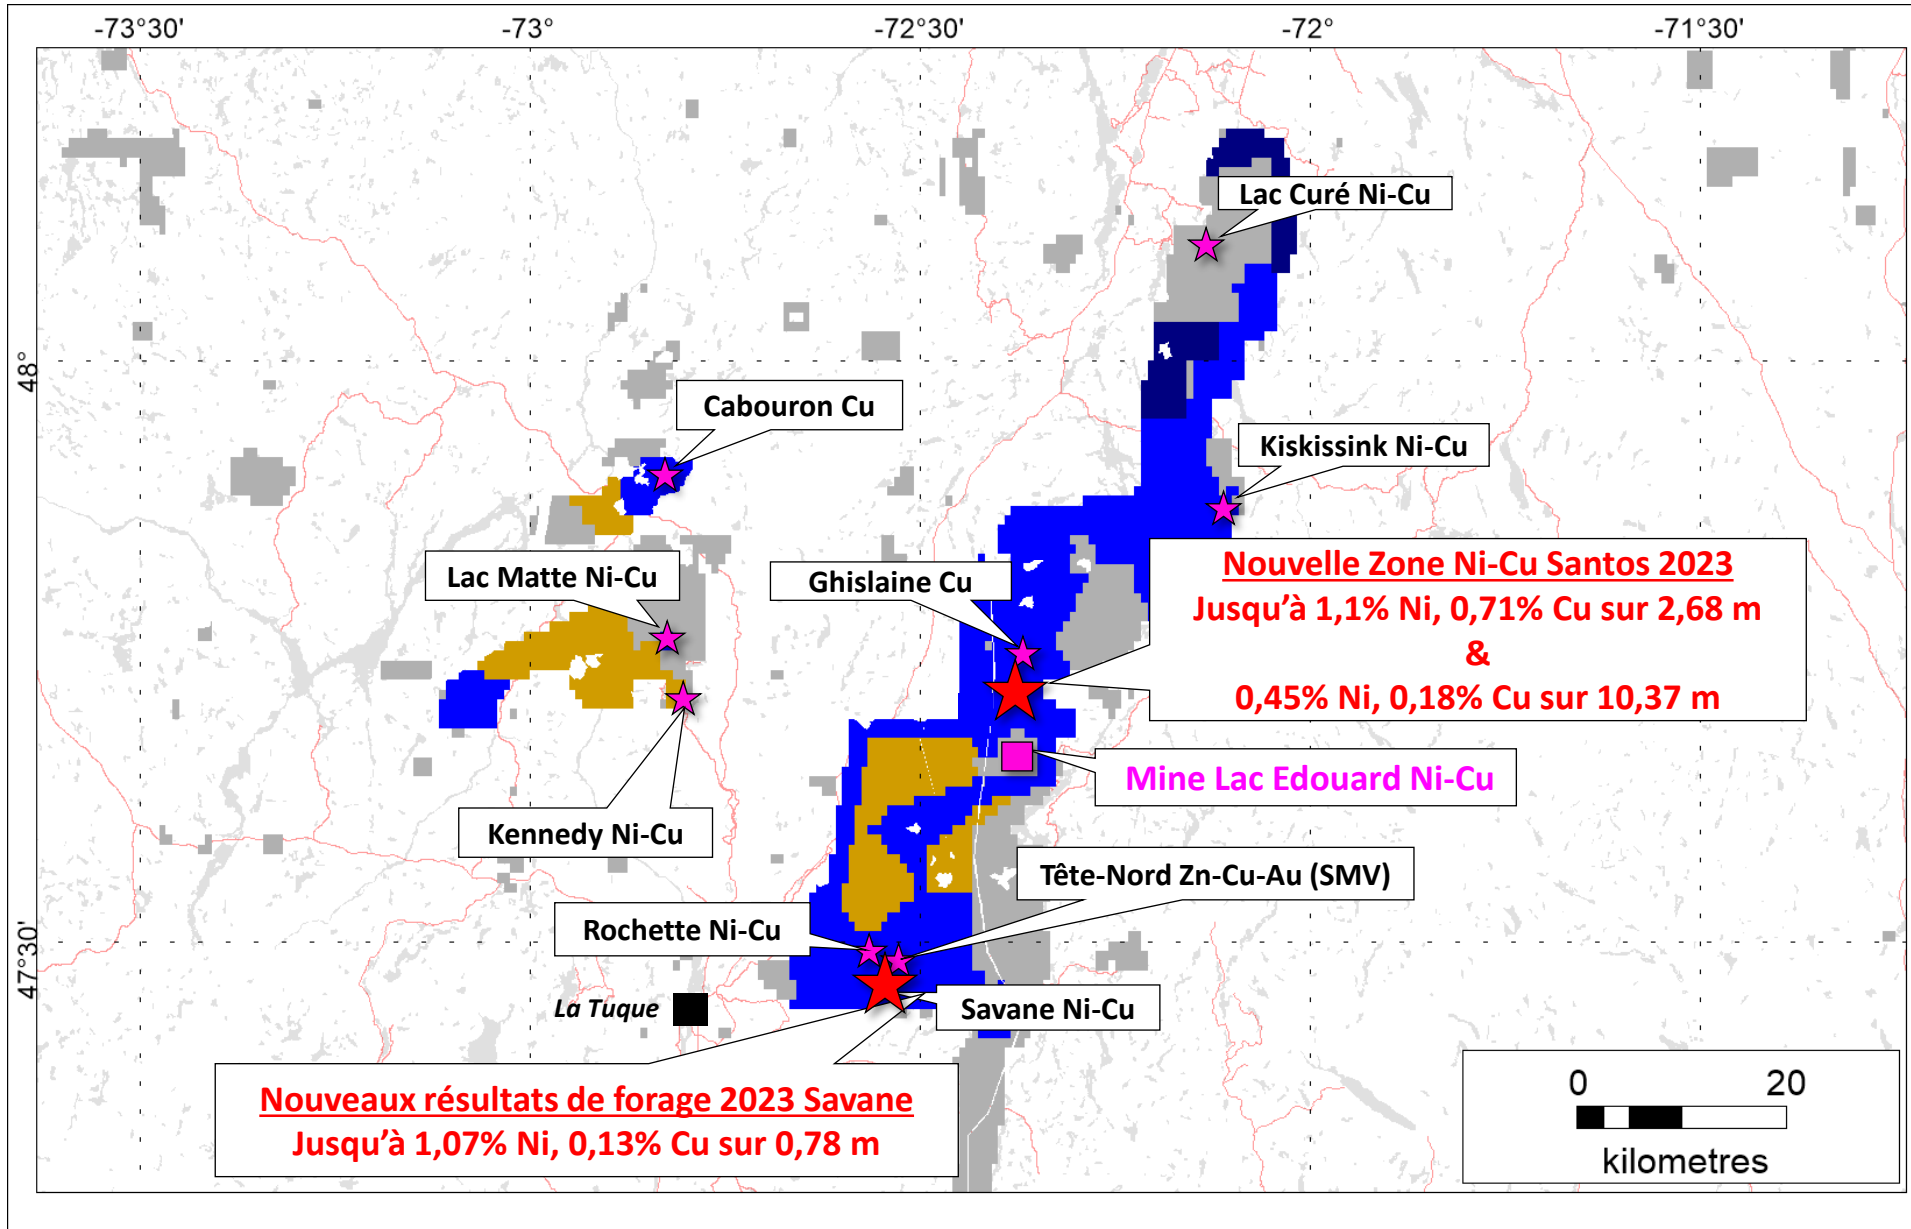 -73°30'
-73°
-72°30'
-72°
-71°30'
48°
47°30'
Lac Curé Ni-Cu
Cabouron Cu
Kiskissink Ni-Cu
Lac Matte Ni-Cu
Ghislaine Cu
Nouvelle Zone Ni-Cu Santos 2023
Jusqu'à 1,1% Ni, 0,71% Cu sur 2,68 m
&
0,45% Ni, 0,18% Cu sur 10,37 m
Mine Lac Edouard Ni-Cu
Kennedy Ni-Cu
Tête-Nord Zn-Cu-Au (SMV)
Rochette Ni-Cu
La Tuque
Savane Ni-Cu
Nouveaux résultats de forage 2023 Savane
Jusqu'à 1,07% Ni, 0,13% Cu sur 0,78 m
0
20
kilometres